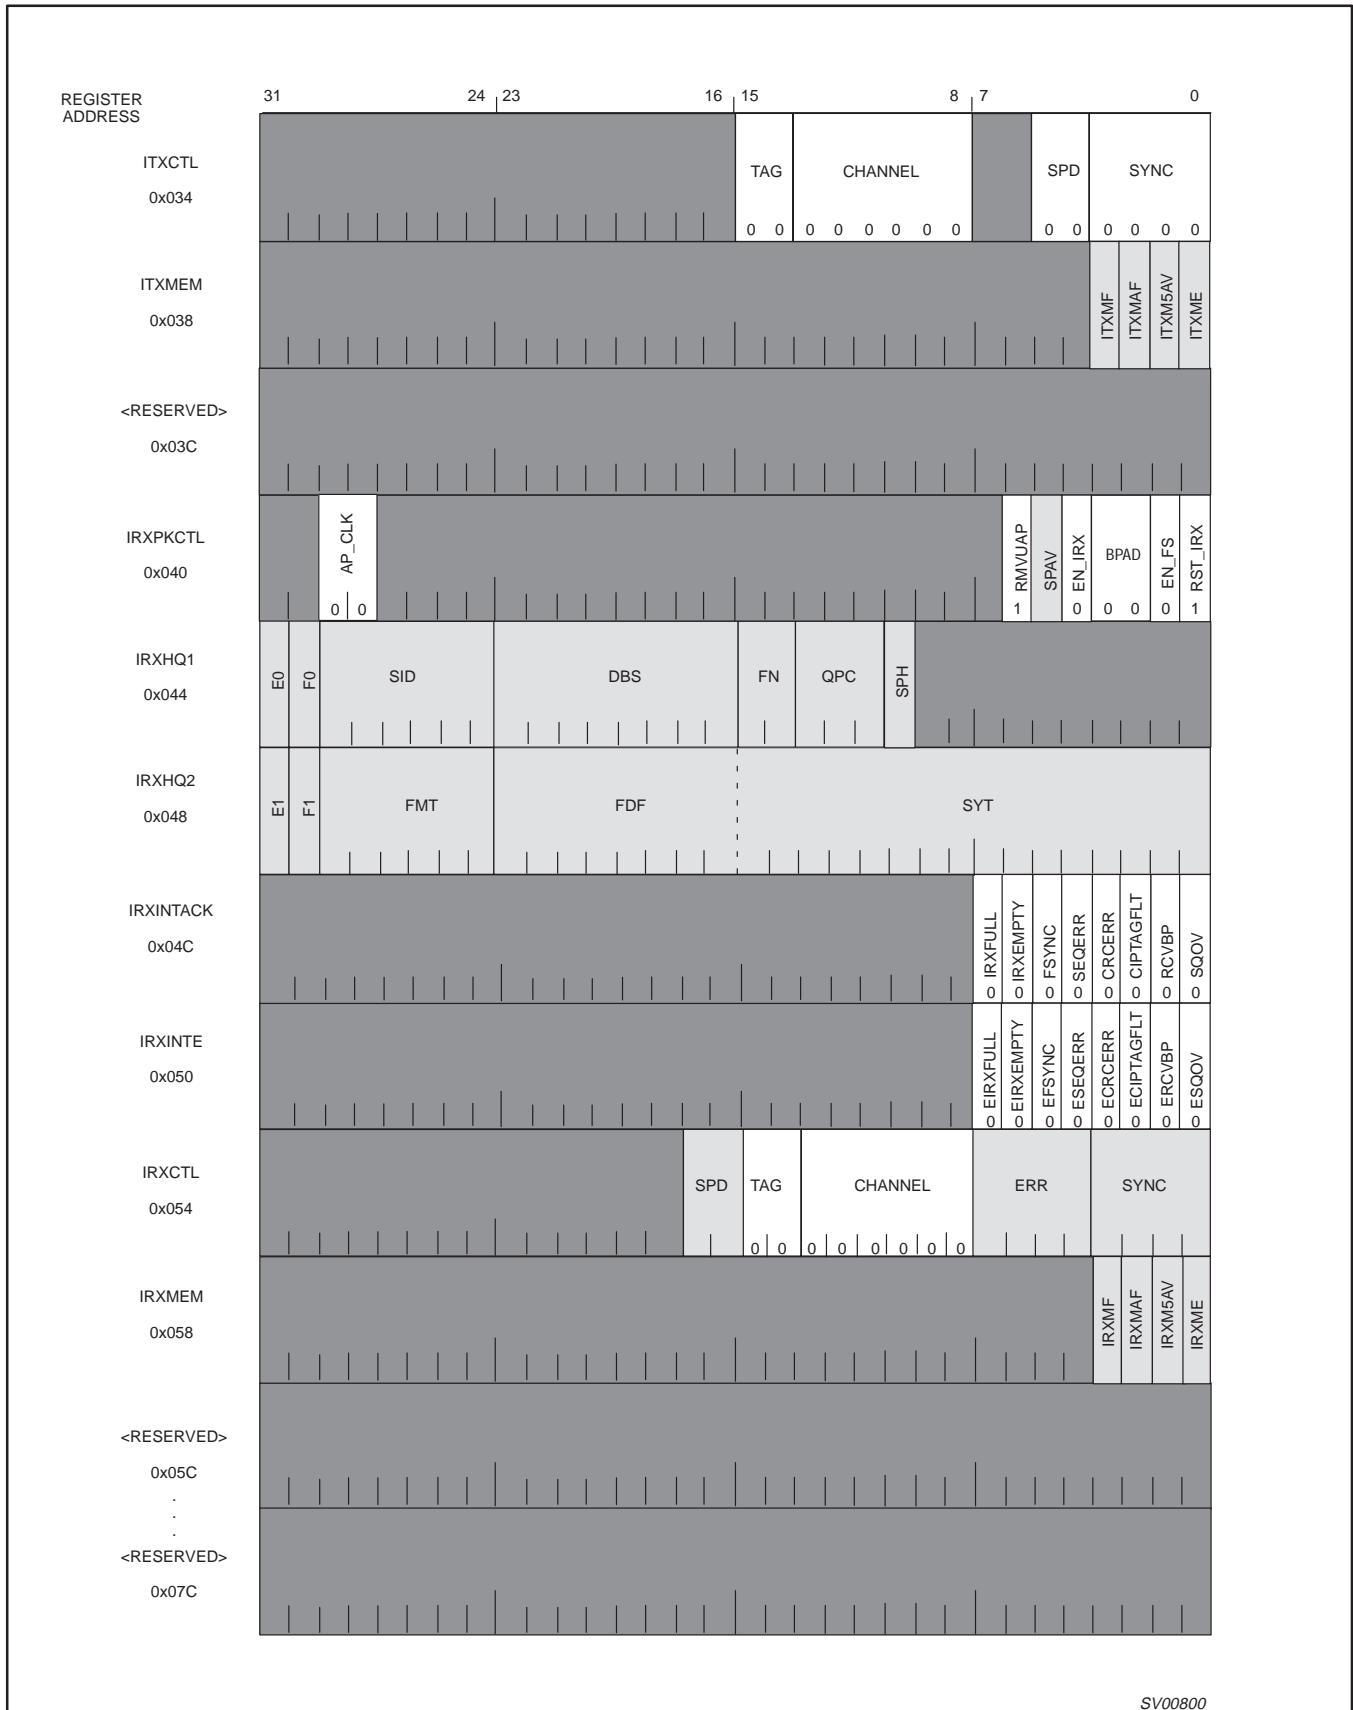 REGISTER
ADDRESS
31 24 23 16 15 8 7 0
ITXCTL
0x034
TAG CHANNEL SPD SYNC
0 0 0 0 0 0 0 0 0 0 0 0 0 0
ITXMEM
0x038
ITXMF ITXMAF ITXM5AV ITXME
<RESERVED>
0x03C
IRXPKCTL
0x040
AP_CLK RMVUAP SPAV EN_IRX BPAD EN_FS RST_IRX
0 0 1 0 0 0 0 1
IRXHQ1
0x044
E0 F0 SID DBS FN QPC SPH
IRXHQ2
0x048
E1 F1 FMT FDF SYT
IRXINTACK
0x04C
IRXFULL IRXEMPTY FSYNC SEQERR CRCERR CIPTAGFLT RCVBP SQOV
0 0 0 0 0 0 0 0
IRXINTE
0x050
EIRXFULL EIRXEMPTY EFSYNC ESEQERR ECRCERR ECIPTAGFLT ERCVBP ESQOV
0 0 0 0 0 0 0 0
IRXCTL
0x054
SPD TAG CHANNEL ERR SYNC
0 0 0 0 0 0 0 0
IRXMEM
0x058
IRXMF IRXMAF IRXM5AV IRXME
<RESERVED>
0x05C
.
.
.
<RESERVED>
0x07C
SV00800